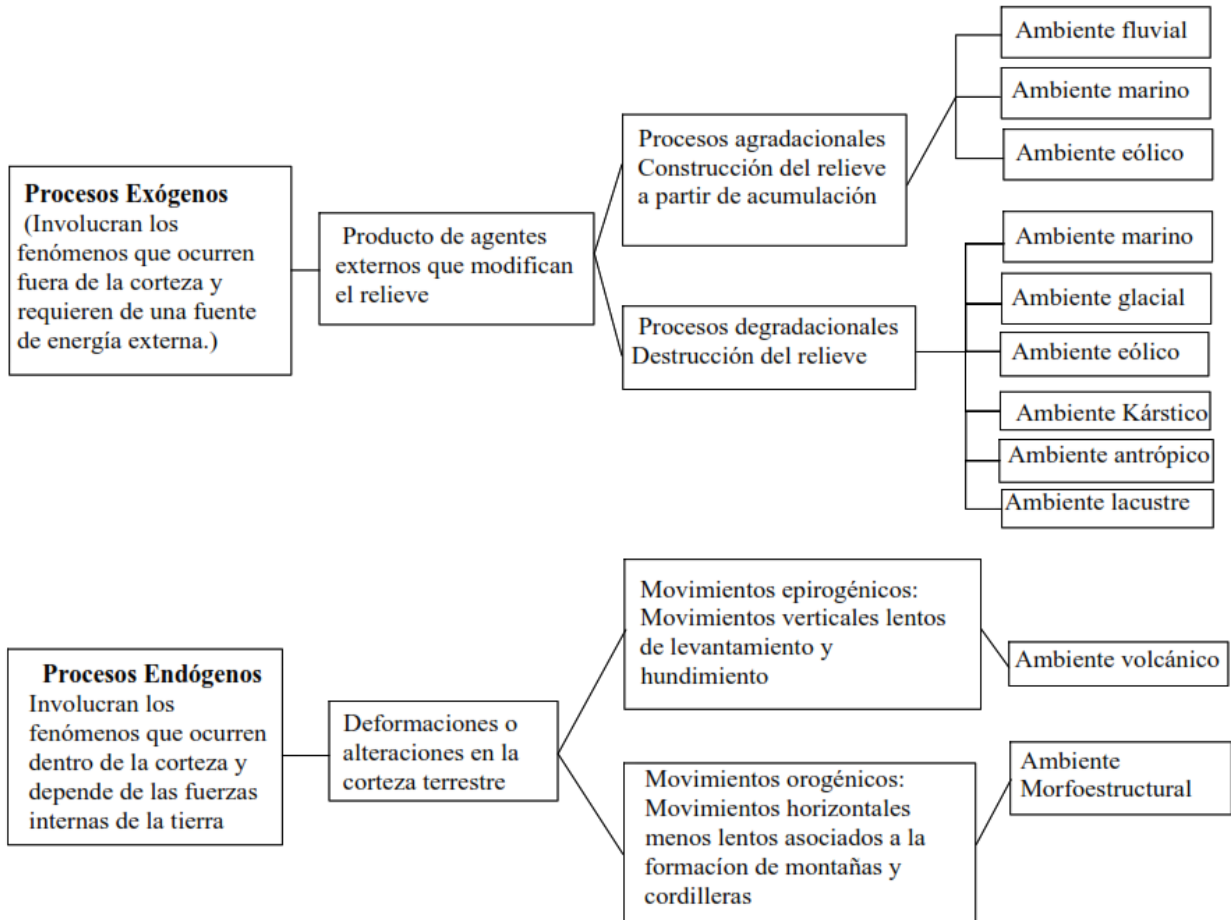 Procesos Exógenos
(Involucran los
fenómenos que ocurren
fuera de la corteza y
requieren de una fuente
de energía externa.)
Producto de agentes
externos que modifican
el relieve
Procesos agradacionales
Construcción del relieve
a partir de acumulación
Ambiente fluvial
Ambiente marino
Ambiente eólico
Procesos degradacionales
Destrucción del relieve
Ambiente marino
Ambiente glacial
Ambiente eólico
Ambiente Kárstico
Ambiente antrópico
Ambiente lacustre
Procesos Endógenos
Involucran los
fenómenos que ocurren
dentro de la corteza y
depende de las fuerzas
internas de la tierra
Deformaciones o
alteraciones en la
corteza terrestre
Movimientos epirogénicos:
Movimientos verticales lentos
de levantamiento y
hundimiento
Ambiente volcánico
Movimientos orogénicos:
Movimientos horizontales
menos lentos asociados a la
formacíon de montañas y
cordilleras
Ambiente
Morfoestructural